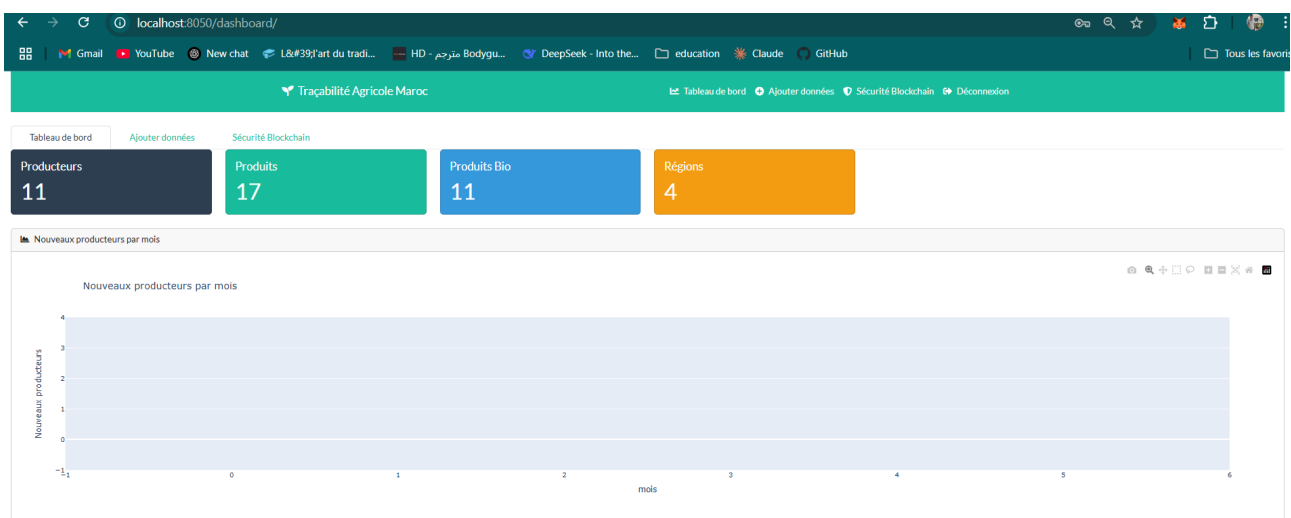 localhost:8050/dashboard/
Gmail YouTube New chat L&#39;l'art du tradi... HD - مترجم Bodygu... DeepSeek - Into the... education Claude GitHub Tous les favoris
Traçabilité Agricole Maroc Tableau de bord Ajouter données Sécurité Blockchain Déconnexion
Tableau de bord Ajouter données Sécurité Blockchain
Producteurs Produits Produits Bio Régions
11 17 11 4
Nouveaux producteurs par mois
Nouveaux producteurs par mois
Nouveaux producteurs
4
3
2
1
0
−1
−1 0 1 2 3 4 5 6
mois